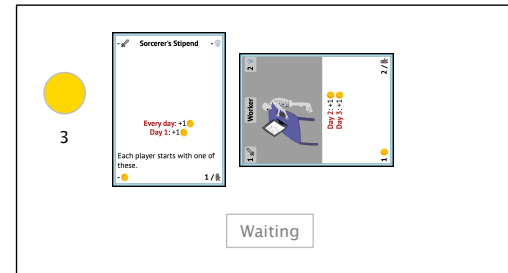 3
- Sorcerer's Stipend -
Every day: +1
Day 1: +1
Each player starts with one of
these.
- 1 /
1 Worker 2
Day 2: +1
Day 3: +1
1 2 /
Waiting